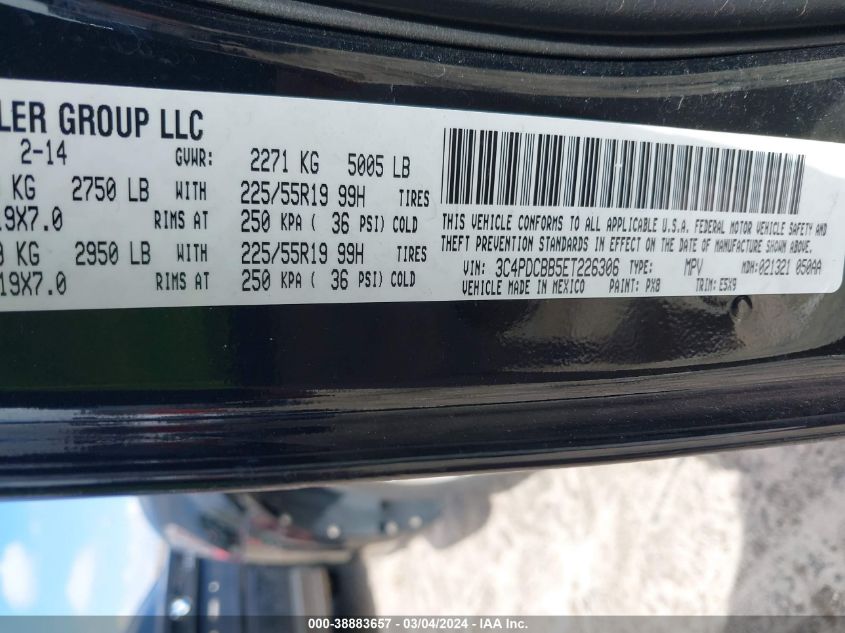 LER GROUP LLC
2-14 GVWR: 2271 KG 5005 LB
KG 2750 LB WITH 225/55R19 99H TIRES
19X7.0 RIMS AT 250 KPA ( 36 PSI) COLD
KG 2950 LB WITH 225/55R19 99H TIRES
19X7.0 RIMS AT 250 KPA ( 36 PSI) COLD
THIS VEHICLE CONFORMS TO ALL APPLICABLE U.S.A. FEDERAL MOTOR VEHICLE SAFETY AND
THEFT PREVENTION STANDARDS IN EFFECT ON THE DATE OF MANUFACTURE SHOWN ABOVE.
VIN: 3C4PDCBB5ET226306 TYPE: MPV MDH:021321 050AA
VEHICLE MADE IN MEXICO PAINT: PX8 TRIM: E5X9
000-38883657 - 03/04/2024 - IAA Inc.